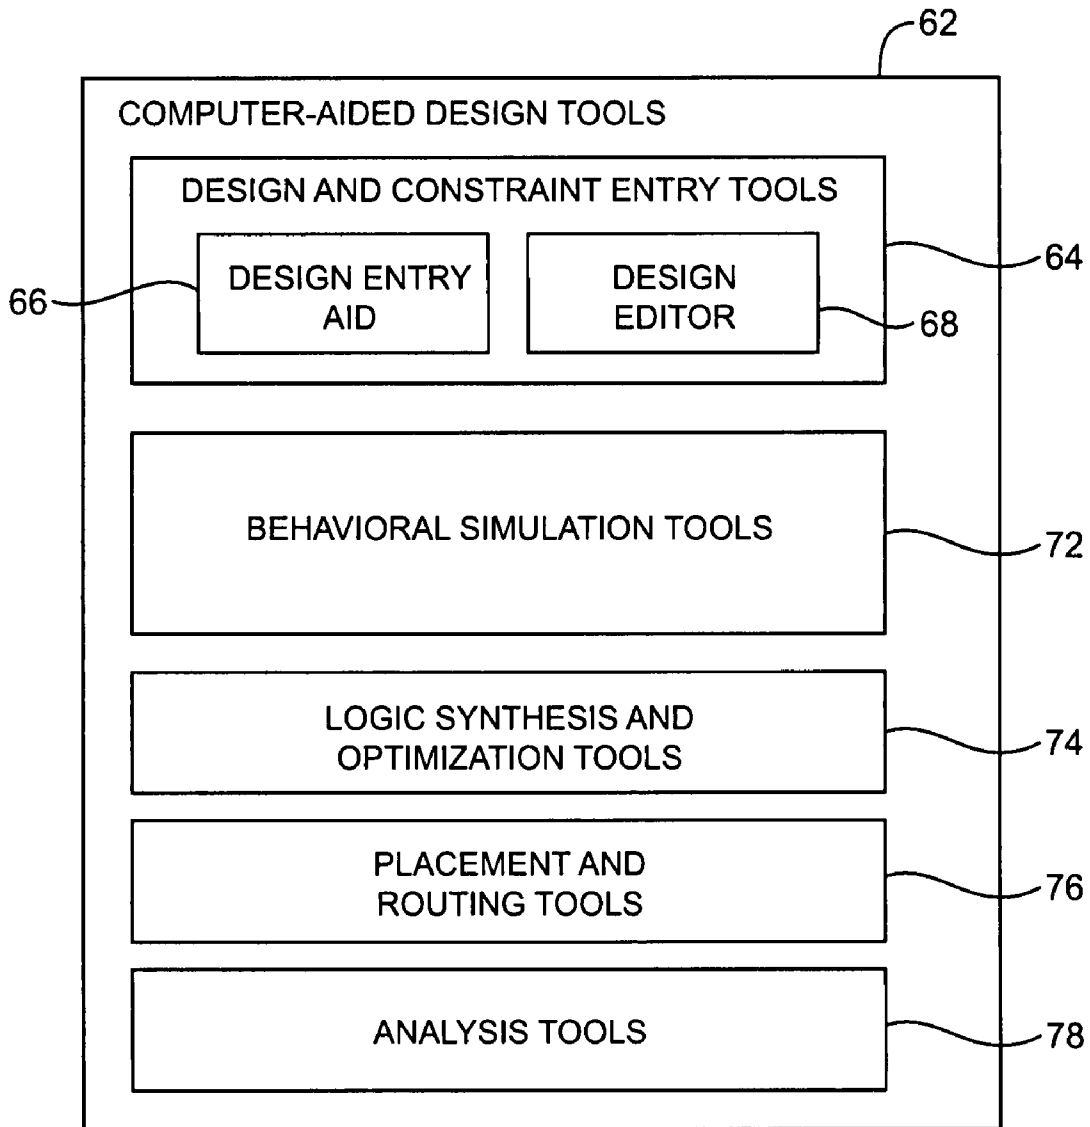 62
COMPUTER-AIDED DESIGN TOOLS
DESIGN AND CONSTRAINT ENTRY TOOLS
64
66
DESIGN ENTRY
AID
DESIGN
EDITOR
68
BEHAVIORAL SIMULATION TOOLS
72
LOGIC SYNTHESIS AND
OPTIMIZATION TOOLS
74
PLACEMENT AND
ROUTING TOOLS
76
ANALYSIS TOOLS
78